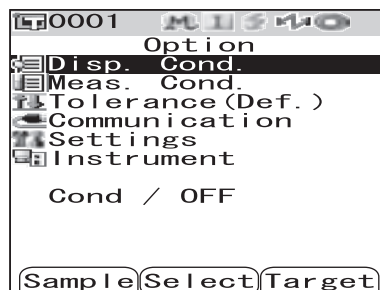 0001
Option
Disp. Cond.
Meas. Cond.
Tolerance(Def.)
Communication
Settings
Instrument
Cond / OFF
Sample Select Target